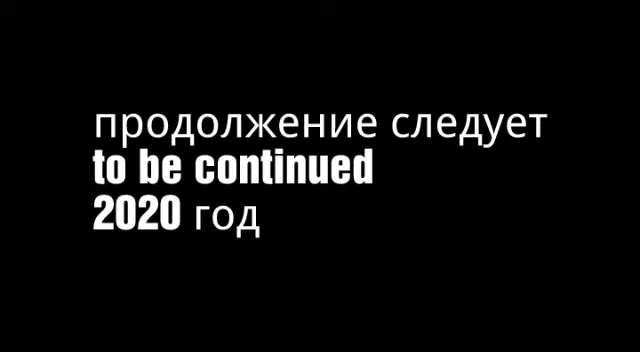 продолжение следует
to be continued
2020 год